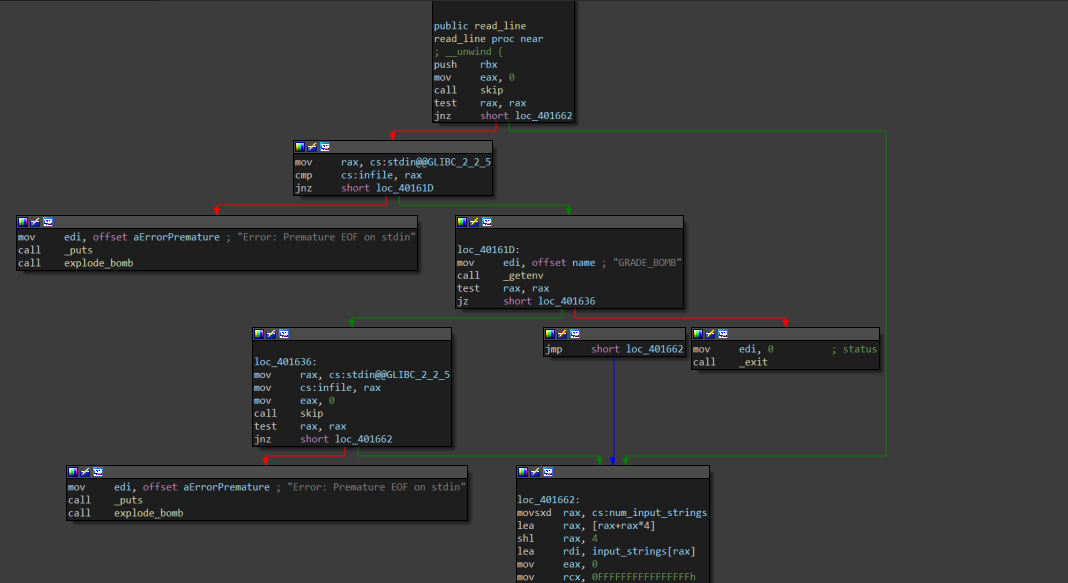 public read_line
read_line proc near
; __unwind {
push rbx
mov eax, 0
call skip
test rax, rax
jnz short loc_401662
mov rax, cs:stdin@@GLIBC_2_2_5
cmp cs:infile, rax
jnz short loc_40161D
mov edi, offset aErrorPremature ; "Error: Premature EOF on stdin"
call _puts
call explode_bomb
loc_40161D:
mov edi, offset name ; "GRADE_BOMB"
call _getenv
test rax, rax
jz short loc_401636
loc_401636:
mov rax, cs:stdin@@GLIBC_2_2_5
mov cs:infile, rax
mov eax, 0
call skip
test rax, rax
jnz short loc_401662
jmp short loc_401662
mov edi, 0 ; status
call _exit
mov edi, offset aErrorPremature ; "Error: Premature EOF on stdin"
call _puts
call explode_bomb
loc_401662:
movsxd rax, cs:num_input_strings
lea rax, [rax+rax*4]
shl rax, 4
lea rdi, input_strings[rax]
mov eax, 0
mov rcx, 0FFFFFFFFFFFFFFFFh